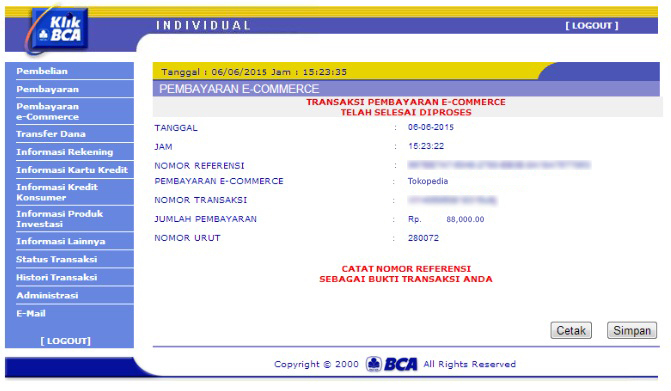 Klik
BCA
INDIVIDUAL
[ LOGOUT ]
Tanggal : 06/06/2015 Jam : 15:23:35
Pembelian
Pembayaran
Pembayaran
e-Commerce
Transfer Dana
Informasi Rekening
Informasi Kartu Kredit
Informasi Kredit
Konsumer
Informasi Produk
Investasi
Informasi Lainnya
Status Transaksi
Histori Transaksi
Administrasi
E-Mail
[ LOGOUT]
PEMBAYARAN E-COMMERCE
TRANSAKSI PEMBAYARAN E-COMMERCE
TELAH SELESAI DIPROSES
TANGGAL : 06-06-2015
JAM : 15:23:22
NOMOR REFERENSI :
PEMBAYARAN E-COMMERCE : Tokopedia
NOMOR TRANSAKSI :
JUMLAH PEMBAYARAN : Rp. 88,000.00
NOMOR URUT : 280072
CATAT NOMOR REFERENSI
SEBAGAI BUKTI TRANSAKSI ANDA
Cetak Simpan
Copyright © 2000 BCA All Rights Reserved